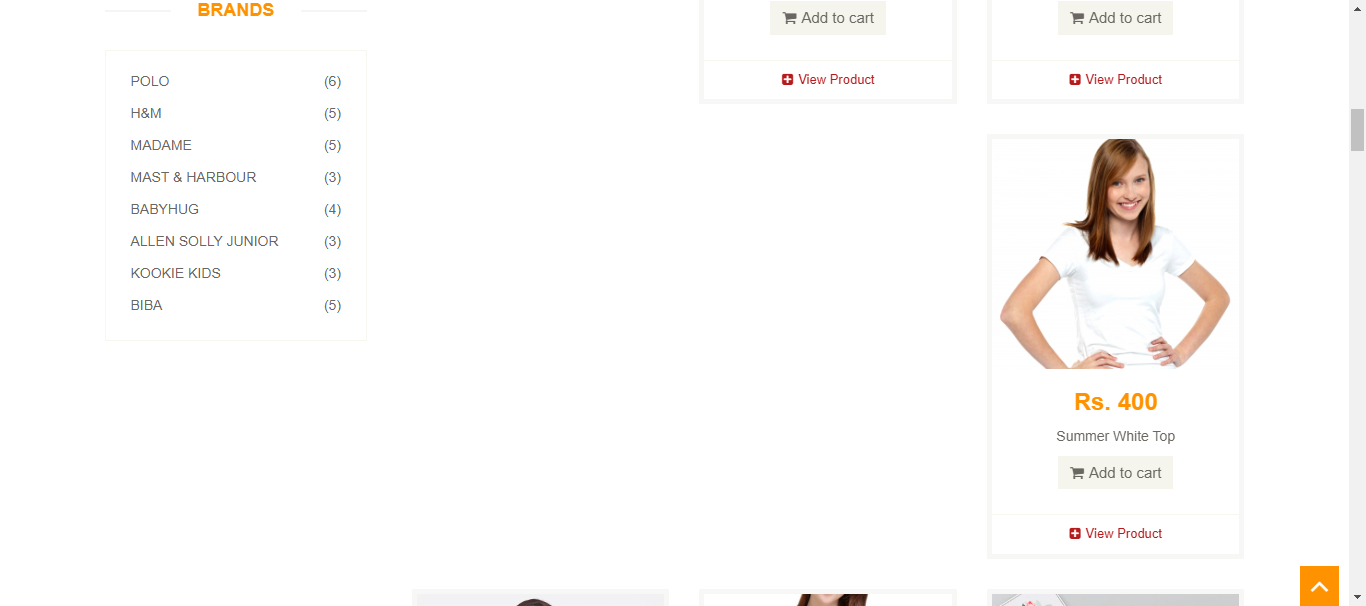 BRANDS
POLO (6)
H&M (5)
MADAME (5)
MAST & HARBOUR (3)
BABYHUG (4)
ALLEN SOLLY JUNIOR (3)
KOOKIE KIDS (3)
BIBA (5)
Add to cart
View Product
Add to cart
View Product
Rs. 400
Summer White Top
Add to cart
View Product